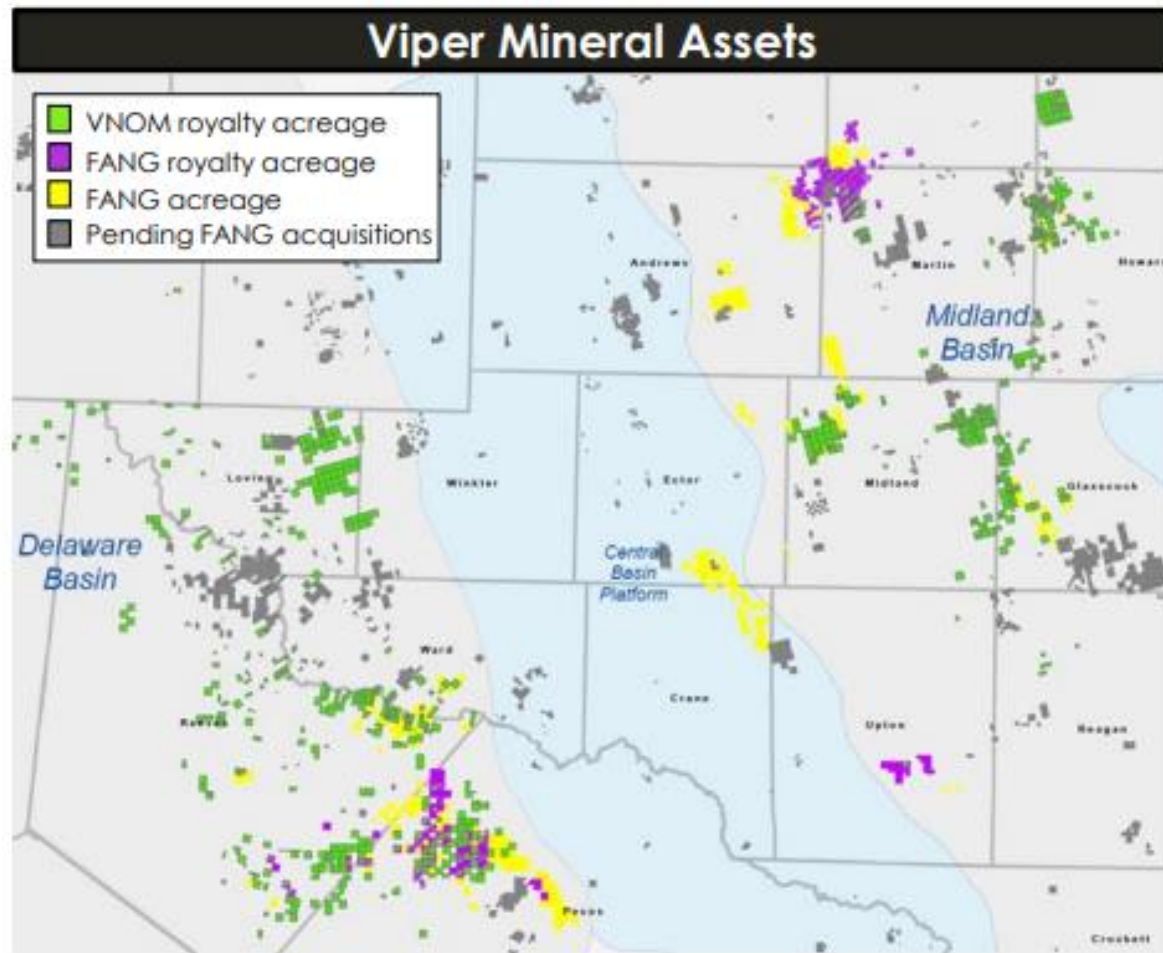 Viper Mineral Assets
VNOM royalty acreage
FANG royalty acreage
FANG acreage
Pending FANG acquisitions
Andrews
Martin
Howard
Midland
Basin
Loving
Winkler
Ector
Midland
Glasscock
Delaware
Basin
Central
Basin
Platform
Ward
Reeves
Crane
Upton
Reagan
Pecos
Crockett